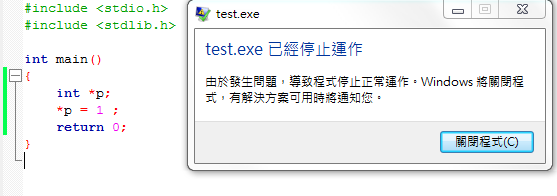 #include <stdio.h>
#include <stdlib.h>
int main()
{
int *p;
*p = 1 ;
return 0;
}
test.exe
test.exe 已經停止運作
由於發生問題，導致程式停止正常運作。Windows 將關閉程
式，有解決方案可用時將通知您。
關閉程式(C)